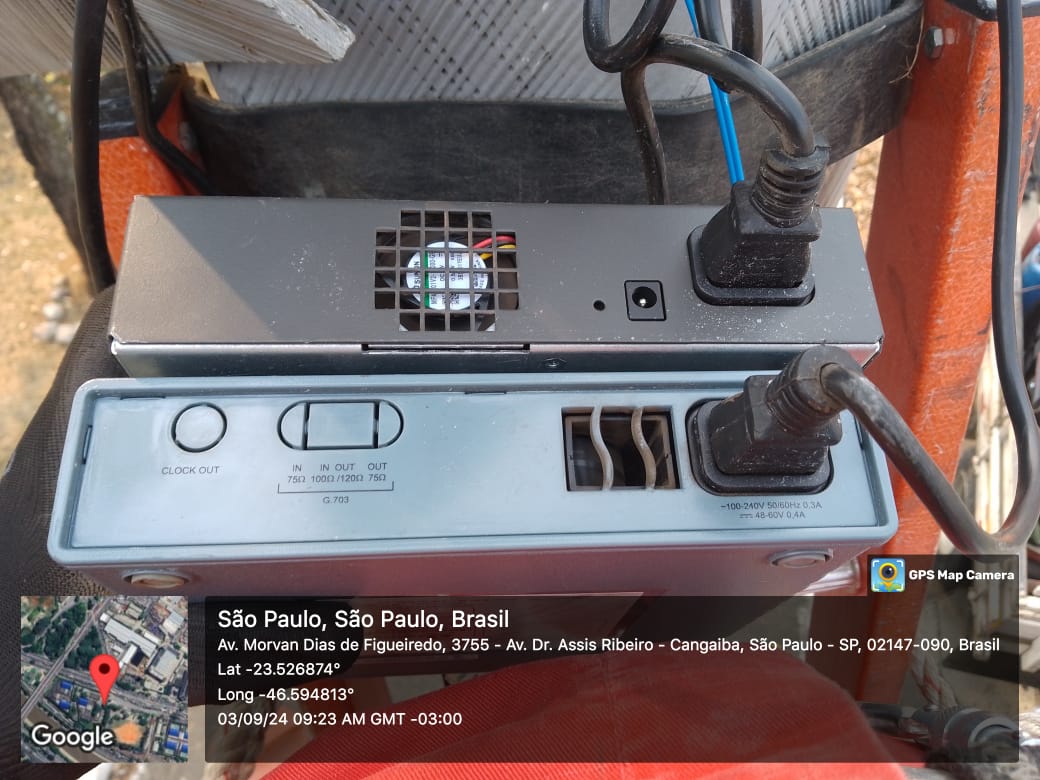 CLOCK OUT
IN IN OUT OUT
75Ω 100Ω/120Ω 75Ω
G.703
~100-240V 50/60Hz 0,3A
⎓ 48-60V 0,4A
GPS Map Camera
São Paulo, São Paulo, Brasil
Av. Morvan Dias de Figueiredo, 3755 - Av. Dr. Assis Ribeiro - Cangaiba, São Paulo - SP, 02147-090, Brasil
Lat -23.526874°
Long -46.594813°
03/09/24 09:23 AM GMT -03:00
Google